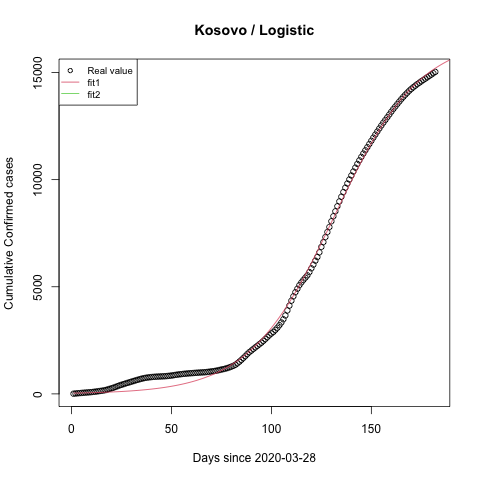 Kosovo / Logistic
Real value
fit1
fit2
Cumulative Confirmed cases
15000
10000
5000
0
0 50 100 150
Days since 2020-03-28